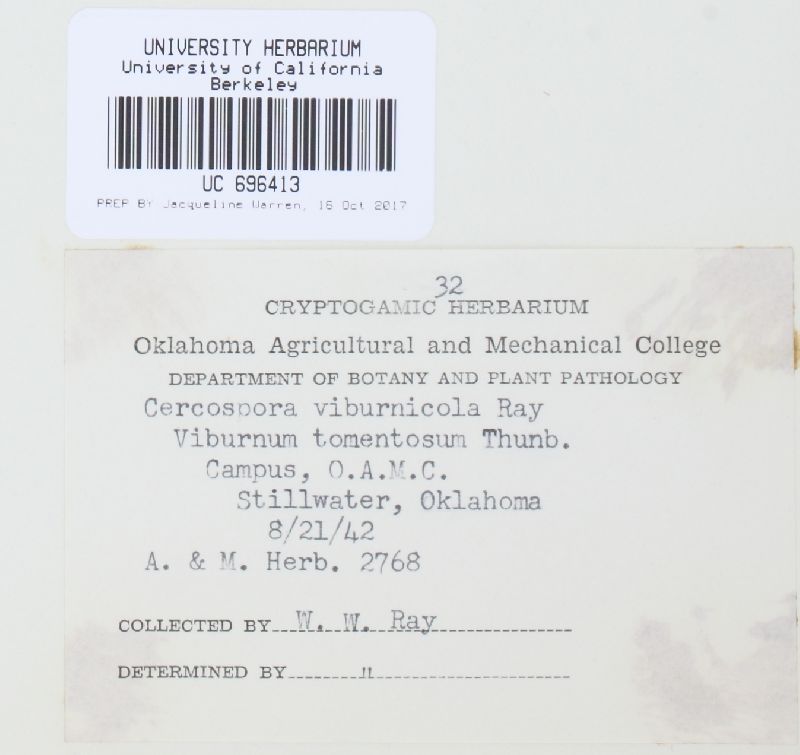 UNIVERSITY HERBARIUM
University of California
Berkeley
UC 696413
PREP BY Jacqueline Warren, 16 Oct 2017
32
CRYPTOGAMIC HERBARIUM
Oklahoma Agricultural and Mechanical College
DEPARTMENT OF BOTANY AND PLANT PATHOLOGY
Cercospora viburnicola Ray
Viburnum tomentosum Thunb.
Campus, O.A.M.C.
Stillwater, Oklahoma
8/21/42
A. & M. Herb. 2768
COLLECTED BY W. W. Ray
DETERMINED BY "